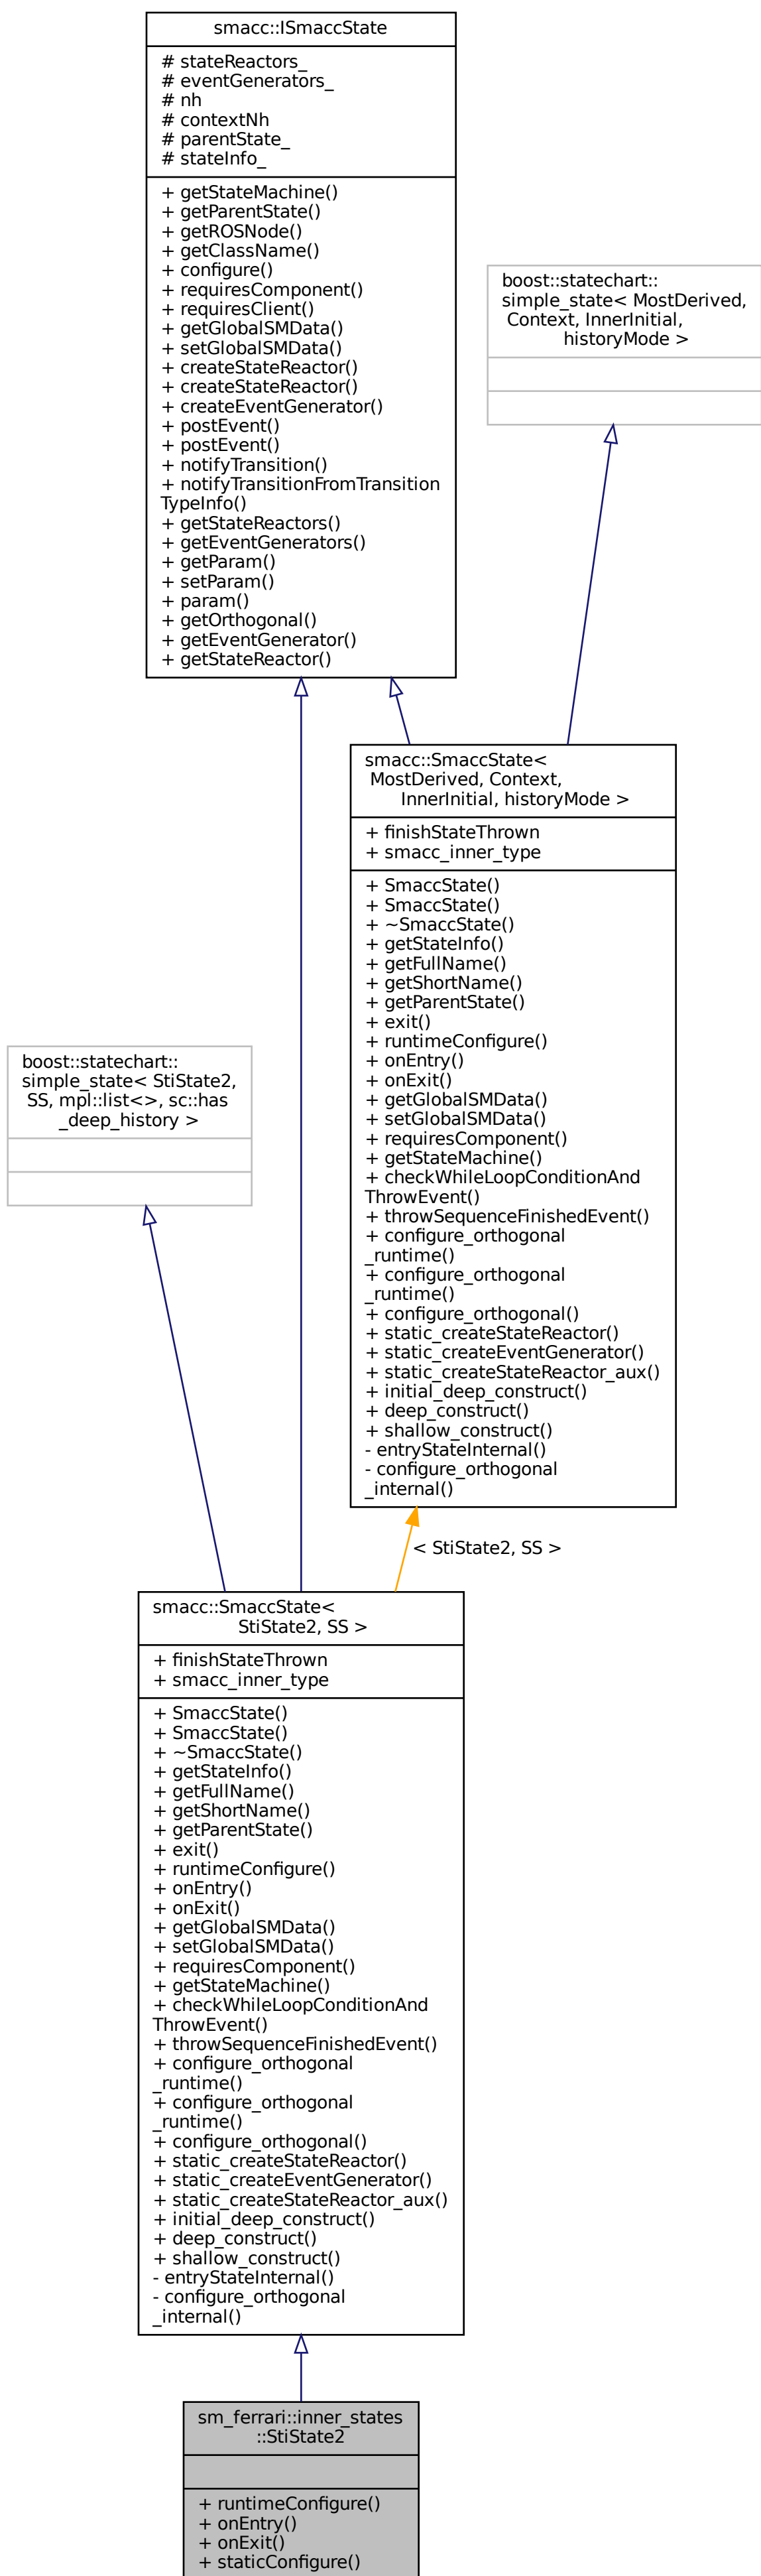 smacc::ISmaccState
# stateReactors_
# eventGenerators_
# nh
# contextNh
# parentState_
# stateInfo_
+ getStateMachine()
+ getParentState()
+ getROSNode()
+ getClassName()
+ configure()
+ requiresComponent()
+ requiresClient()
+ getGlobalSMData()
+ setGlobalSMData()
+ createStateReactor()
+ createStateReactor()
+ createEventGenerator()
+ postEvent()
+ postEvent()
+ notifyTransition()
+ notifyTransitionFromTransition
TypeInfo()
+ getStateReactors()
+ getEventGenerators()
+ getParam()
+ setParam()
+ param()
+ getOrthogonal()
+ getEventGenerator()
+ getStateReactor()
boost::statechart::
simple_state< MostDerived,
Context, InnerInitial,
historyMode >
smacc::SmaccState<
MostDerived, Context,
InnerInitial, historyMode >
+ finishStateThrown
+ smacc_inner_type
+ SmaccState()
+ SmaccState()
+ ~SmaccState()
+ getStateInfo()
+ getFullName()
+ getShortName()
+ getParentState()
+ exit()
+ runtimeConfigure()
+ onEntry()
+ onExit()
+ getGlobalSMData()
+ setGlobalSMData()
+ requiresComponent()
+ getStateMachine()
+ checkWhileLoopConditionAnd
ThrowEvent()
+ throwSequenceFinishedEvent()
+ configure_orthogonal
_runtime()
+ configure_orthogonal
_runtime()
+ configure_orthogonal()
+ static_createStateReactor()
+ static_createEventGenerator()
+ static_createStateReactor_aux()
+ initial_deep_construct()
+ deep_construct()
+ shallow_construct()
- entryStateInternal()
- configure_orthogonal
_internal()
boost::statechart::
simple_state< StiState2,
SS, mpl::list<>, sc::has
_deep_history >
< StiState2, SS >
smacc::SmaccState<
StiState2, SS >
+ finishStateThrown
+ smacc_inner_type
+ SmaccState()
+ SmaccState()
+ ~SmaccState()
+ getStateInfo()
+ getFullName()
+ getShortName()
+ getParentState()
+ exit()
+ runtimeConfigure()
+ onEntry()
+ onExit()
+ getGlobalSMData()
+ setGlobalSMData()
+ requiresComponent()
+ getStateMachine()
+ checkWhileLoopConditionAnd
ThrowEvent()
+ throwSequenceFinishedEvent()
+ configure_orthogonal
_runtime()
+ configure_orthogonal
_runtime()
+ configure_orthogonal()
+ static_createStateReactor()
+ static_createEventGenerator()
+ static_createStateReactor_aux()
+ initial_deep_construct()
+ deep_construct()
+ shallow_construct()
- entryStateInternal()
- configure_orthogonal
_internal()
sm_ferrari::inner_states
::StiState2
+ runtimeConfigure()
+ onEntry()
+ onExit()
+ staticConfigure()